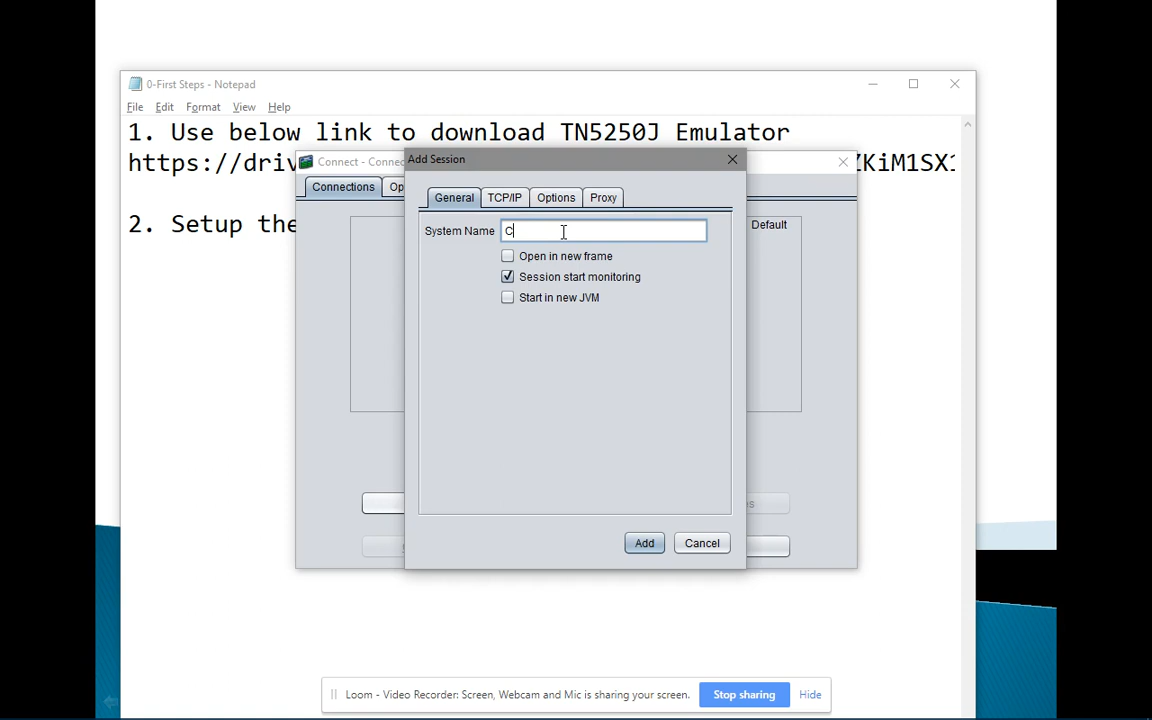 0-First Steps - Notepad
File Edit Format View Help
1. Use below link to download TN5250J Emulator
https://driv
KiM1SX1
2. Setup the
Connect - Connec
Connections Op
Default
Add Session
General TCP/IP Options Proxy
System Name C
Open in new frame
Session start monitoring
Start in new JVM
Add Cancel
Loom - Video Recorder: Screen, Webcam and Mic is sharing your screen. Stop sharing Hide